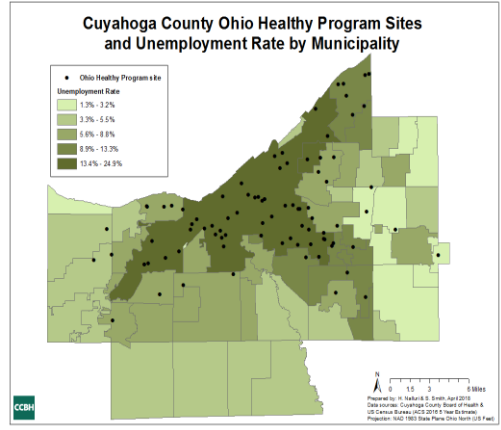 Cuyahoga County Ohio Healthy Program Sites
and Unemployment Rate by Municipality
Ohio Healthy Program site
Unemployment Rate
1.3% - 3.2%
3.3% - 5.5%
5.6% - 8.8%
8.9% - 13.3%
13.4% - 24.9%
N
0 1.5 3 6 Miles
Prepared by: H. Nalluri & S. Smith, April 2018
Data sources: Cuyahoga County Board of Health &
US Census Bureau (ACS 2016 5 Year Estimate)
Projection: NAD 1983 State Plane Ohio North (US Feet)
CCBH